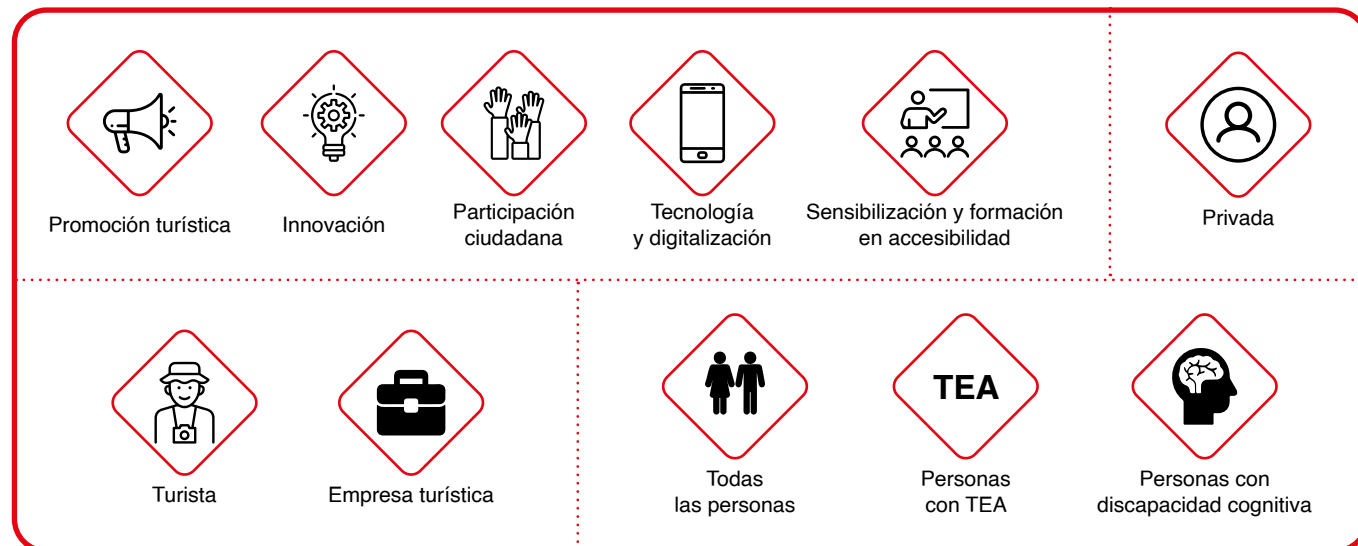 Promoción turística
Innovación
Participación
ciudadana
Tecnología
y digitalización
Sensibilización y formación
en accesibilidad
Privada
Turista
Empresa turística
Todas
las personas
TEA
Personas
con TEA
Personas con
discapacidad cognitiva